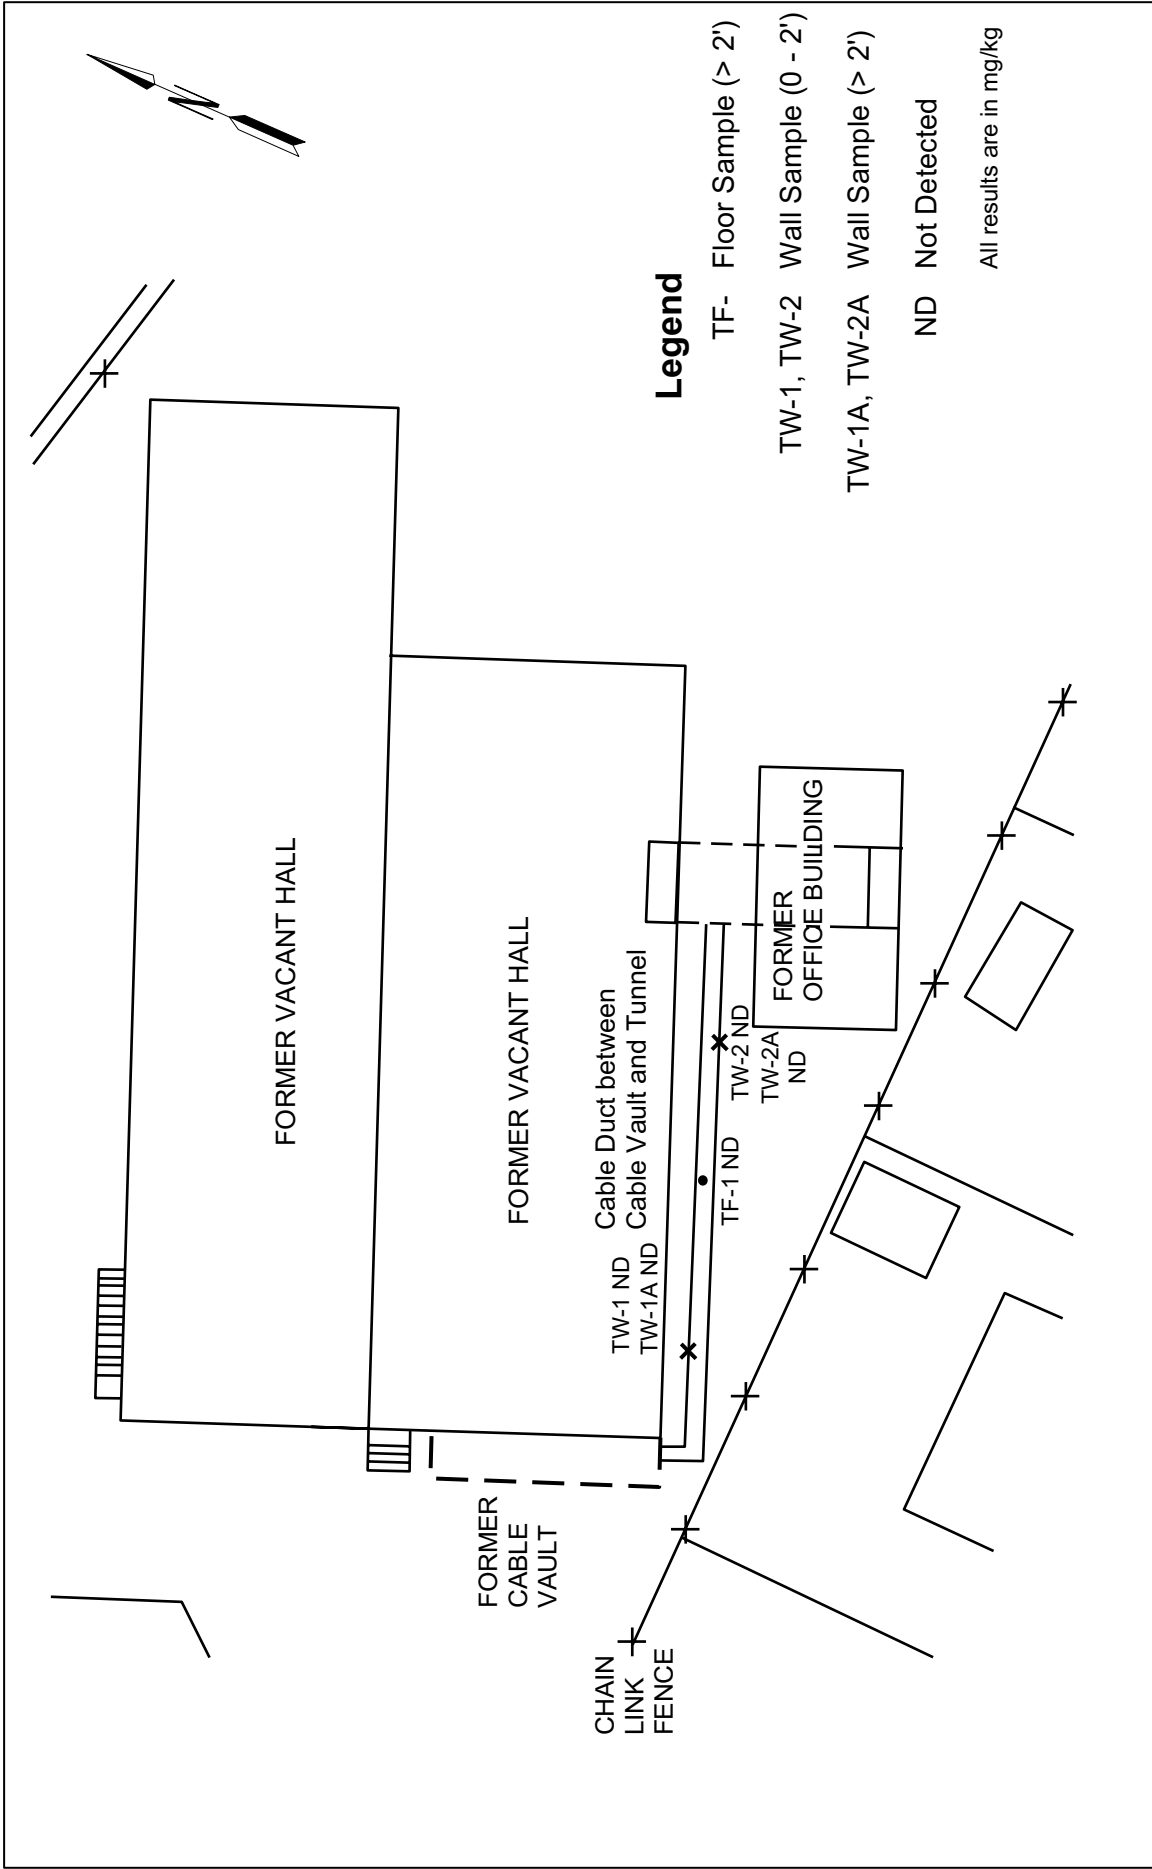 N
FORMER VACANT HALL
FORMER VACANT HALL
Cable Duct between
Cable Vault and Tunnel
TW-1 ND
TW-1A ND
TF-1 ND
TW-2 ND
TW-2A
ND
FORMER
OFFICE BUILDING
FORMER
CABLE
VAULT
CHAIN
LINK
FENCE
Legend
TF- Floor Sample (> 2')
TW-1, TW-2 Wall Sample (0 - 2')
TW-1A, TW-2A Wall Sample (> 2')
ND Not Detected
All results are in mg/kg